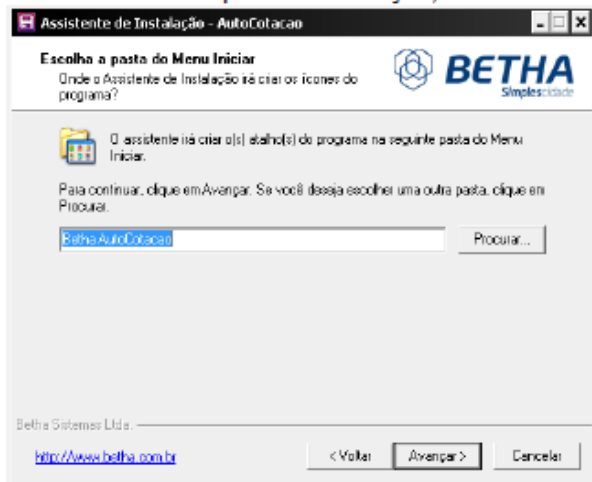 Assistente de Instalação - AutoCotacao
Escolha a pasta do Menu Iniciar
Onde o Assistente de Instalação irá criar os ícones do
programa?
BETHA
Simplescidade
O assistente irá criar o(s) atalho(s) do programa na seguinte pasta do Menu
Iniciar.
Para continuar, clique em Avançar. Se você deseja escolher uma outra pasta, clique em
Procurar.
Betha AutoCotacao
Procurar...
Betha Sistemas Ltda.
http://www.betha.com.br
< Voltar
Avançar >
Cancelar